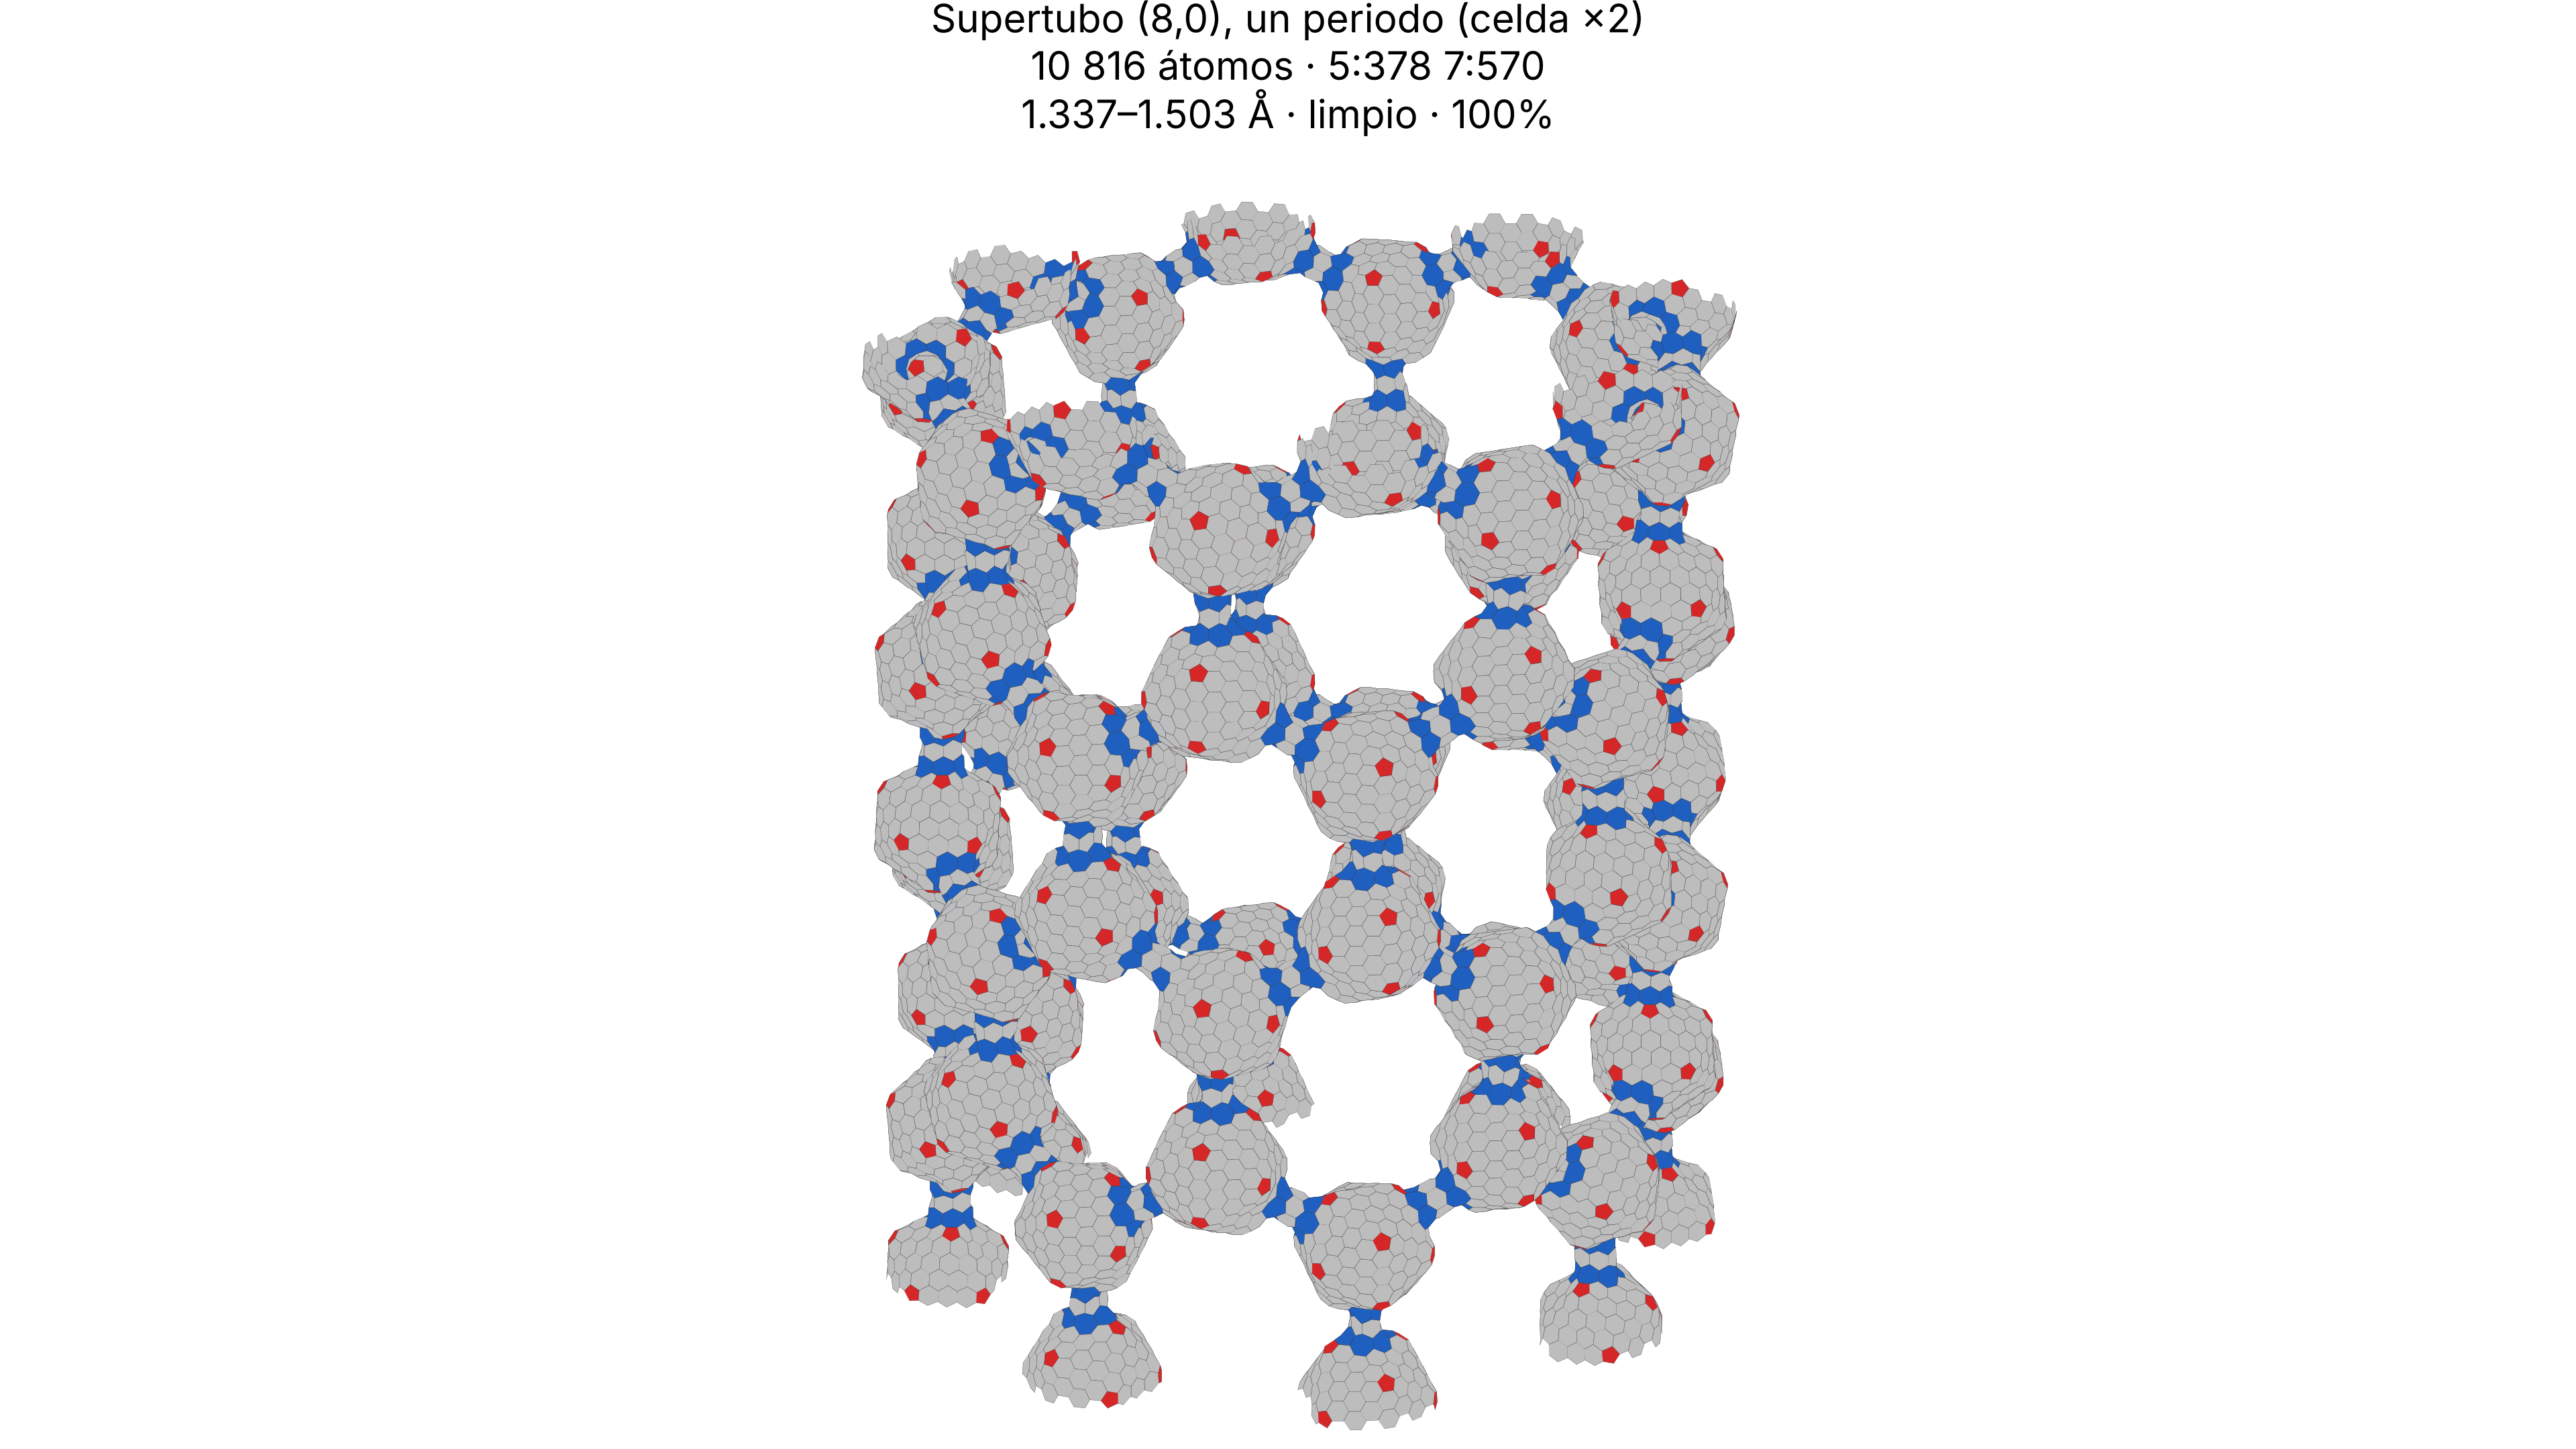 Supertubo (8,0), un periodo (celda ×2)
10 816 átomos · 5:378 7:570
1.337–1.503 Å · limpio · 100%